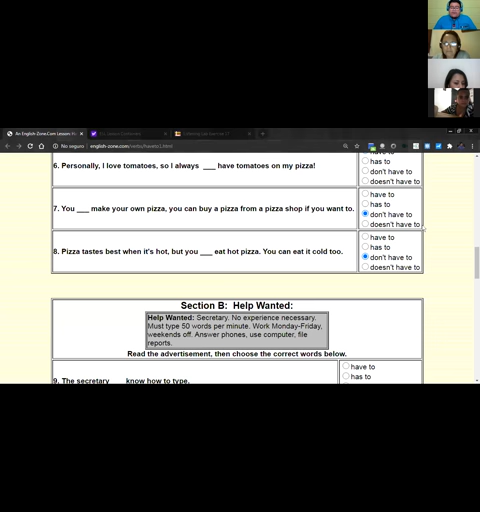 An English-Zone.Com Lesson: H
No seguro | english-zone.com/verbs/haveto1.html
have to
6. Personally, I love tomatoes, so I always ___ have tomatoes on my pizza!
has to
don't have to
doesn't have to
have to
has to
7. You ___ make your own pizza, you can buy a pizza from a pizza shop if you want to.
don't have to
doesn't have to
have to
has to
8. Pizza tastes best when it's hot, but you ___ eat hot pizza. You can eat it cold too.
don't have to
doesn't have to
Section B: Help Wanted:
Help Wanted: Secretary. No experience necessary.
Must type 50 words per minute. Work Monday-Friday,
weekends off. Answer phones, use computer, file
reports.
Read the advertisement, then choose the correct words below.
have to
has to
9. The secretary ___ know how to type.